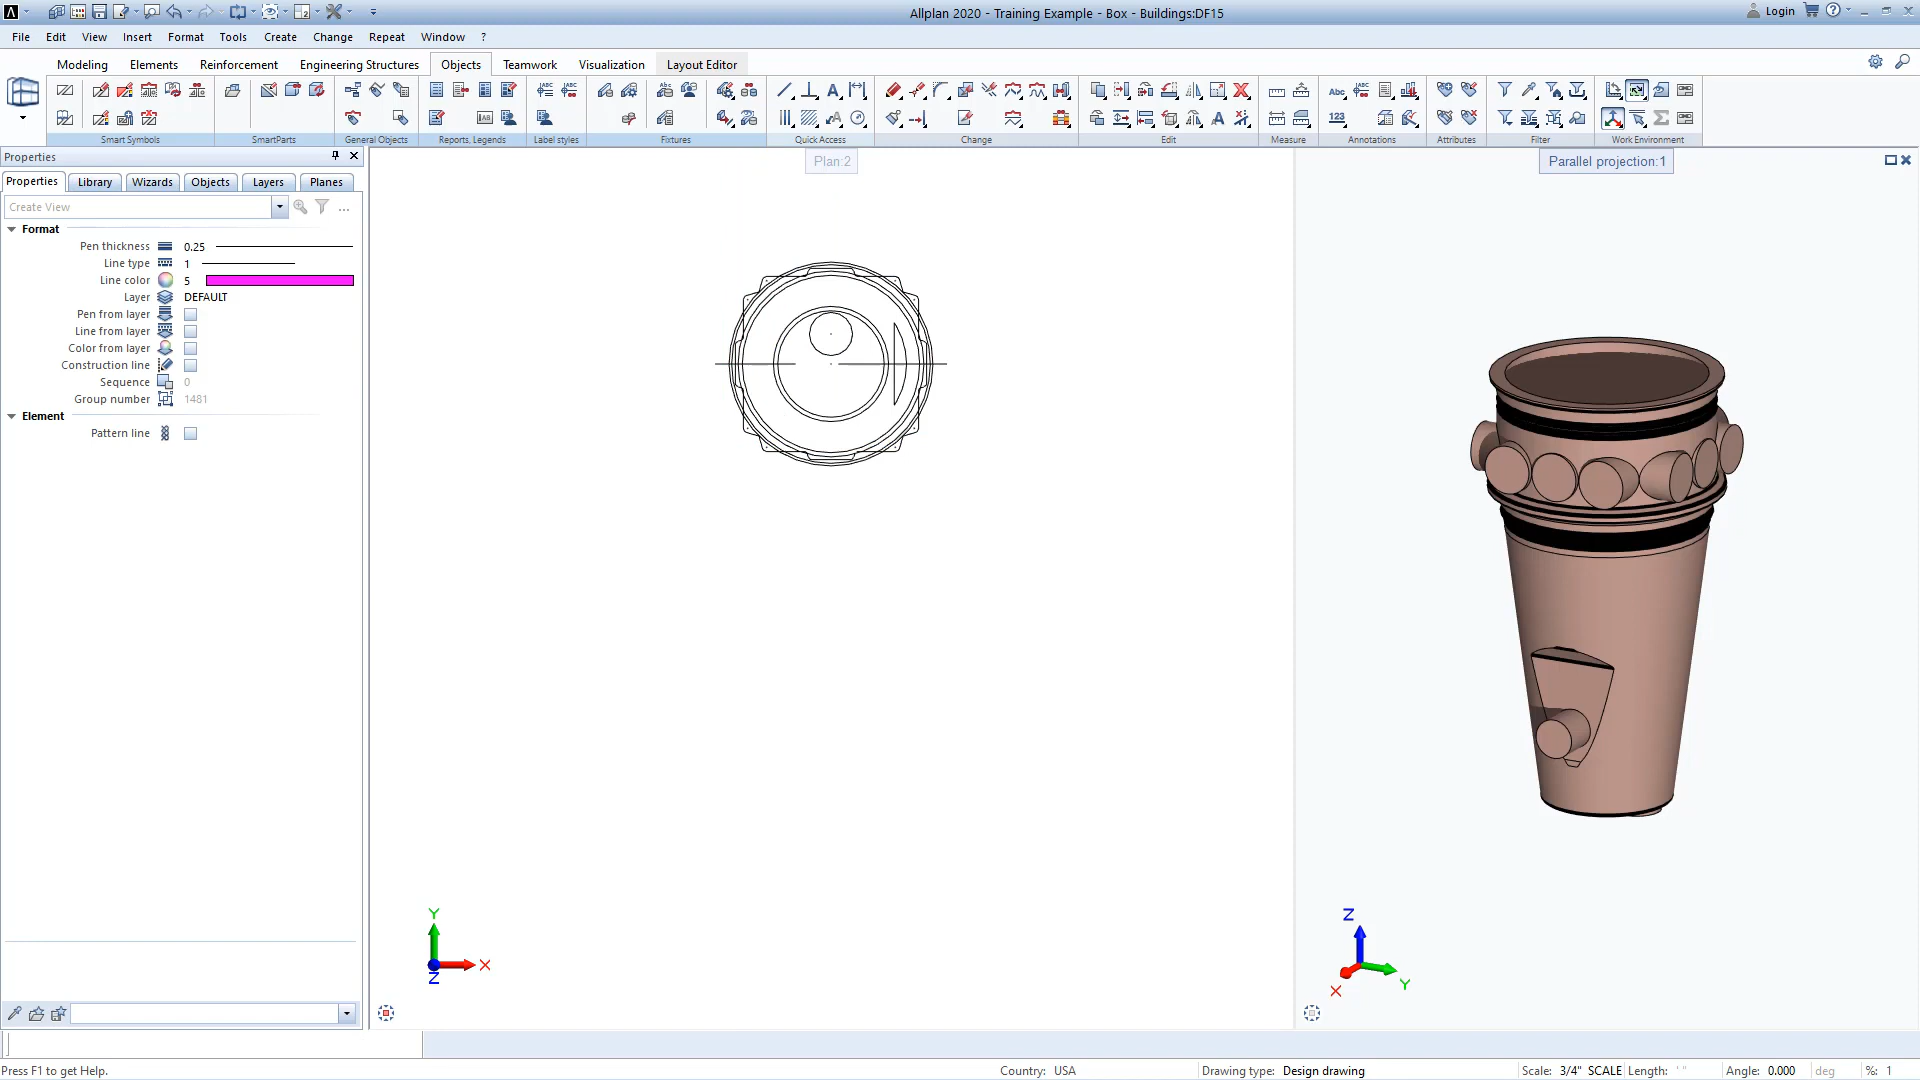 Allplan 2020 - Training Example - Box - Buildings:DF15
Login
File Edit View Insert Format Tools Create Change Repeat Window ?
Modeling Elements Reinforcement Engineering Structures Objects Teamwork Visualization Layout Editor
Smart Symbols SmartParts General Objects Reports, Legends Label styles Fixtures Quick Access Change Edit Measure Annotations Attributes Filter Work Environment
Properties
Plan:2
Parallel projection:1
Properties Library Wizards Objects Layers Planes
Create View
...
Format
Pen thickness 0.25
Line type 1
Line color 5
Layer DEFAULT
Pen from layer
Line from layer
Color from layer
Construction line
Sequence 0
Group number 1481
Element
Pattern line
Y
X
Z
Z
X
Y
Press F1 to get Help.
Country: USA
Drawing type: Design drawing
Scale: 3/4" SCALE
Length: ' "
Angle: 0.000 deg
%: 1